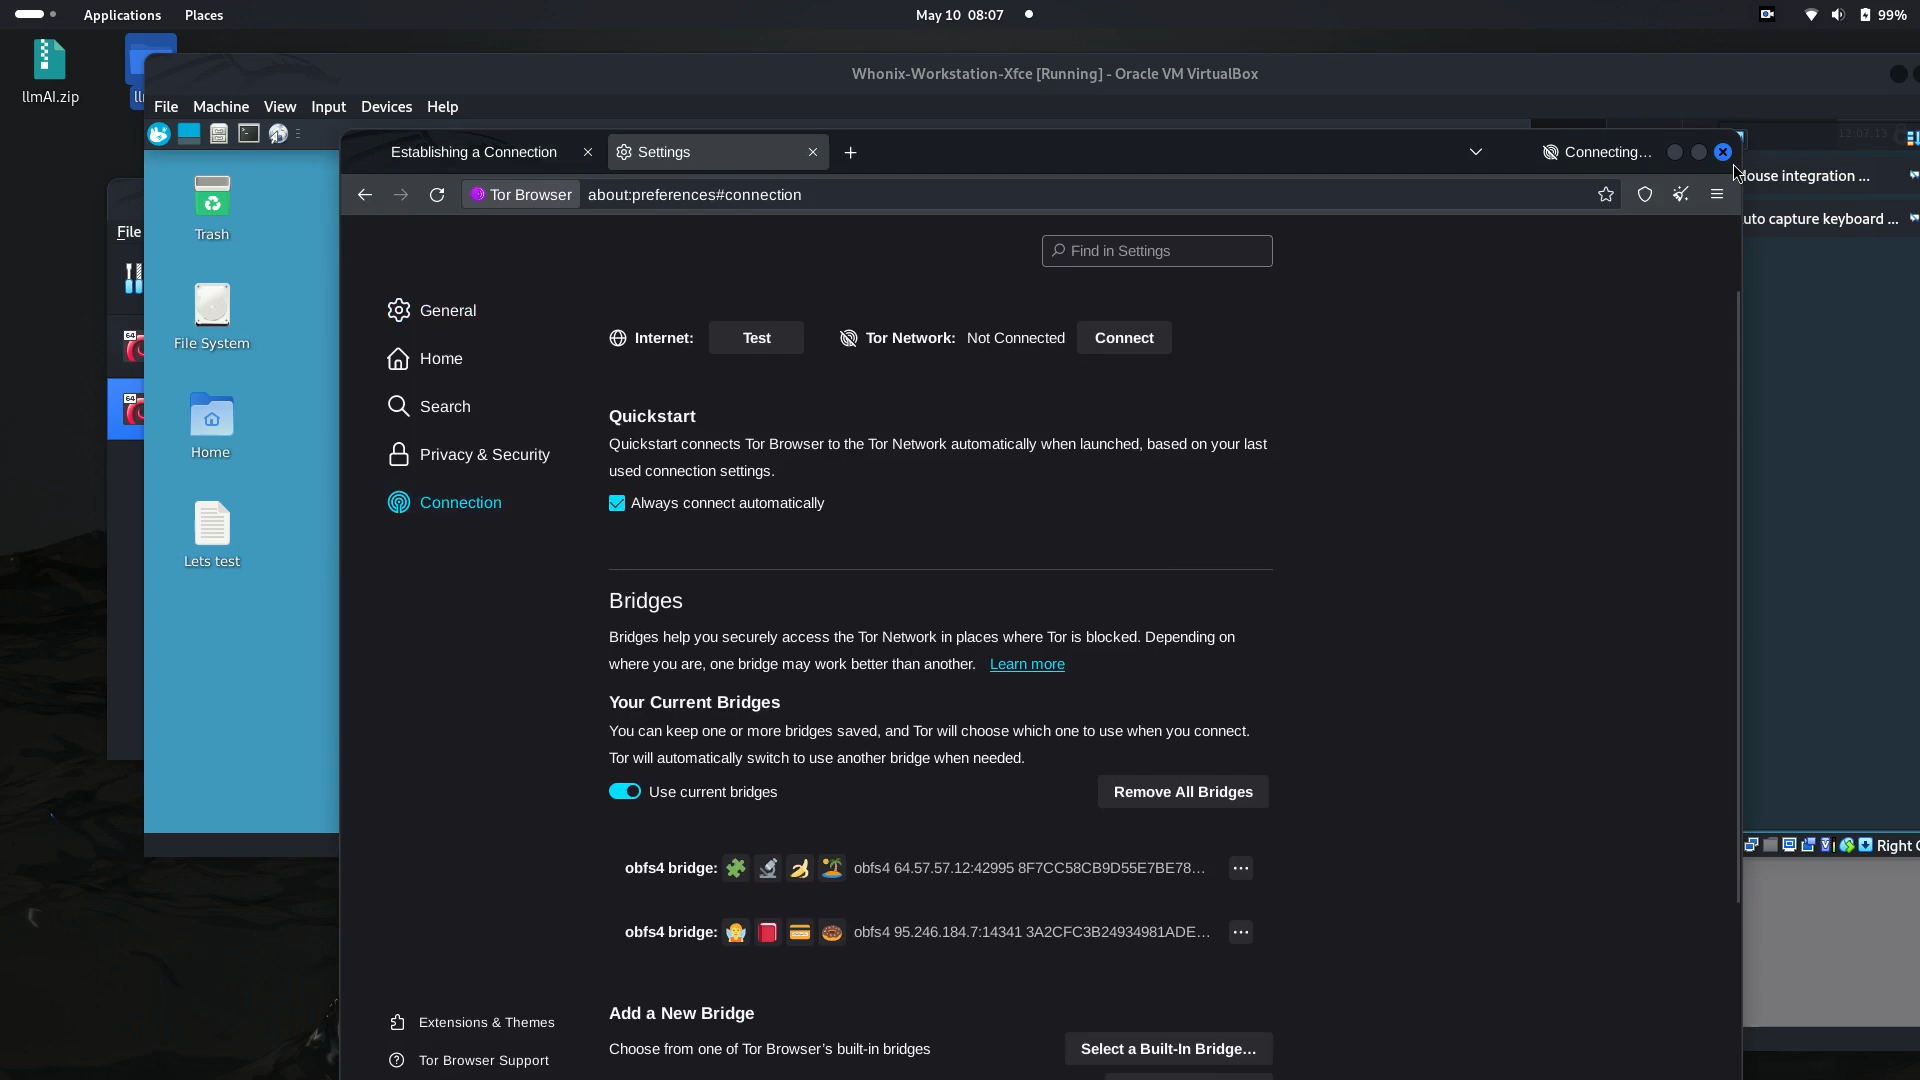 Applications Places
May 10 08:07
99%
llmAI.zip
Whonix-Workstation-Xfce [Running] - Oracle VM VirtualBox
File Machine View Input Devices Help
12:07:13
Establishing a Connection
Settings
Connecting…
Tor Browser
about:preferences#connection
ouse integration ...
uto capture keyboard ...
File
64
64
Trash
File System
Home
Lets test
Find in Settings
General
Home
Search
Privacy & Security
Connection
Internet: Test
Tor Network: Not Connected Connect
Quickstart
Quickstart connects Tor Browser to the Tor Network automatically when launched, based on your last
used connection settings.
Always connect automatically
Bridges
Bridges help you securely access the Tor Network in places where Tor is blocked. Depending on
where you are, one bridge may work better than another. Learn more
Your Current Bridges
You can keep one or more bridges saved, and Tor will choose which one to use when you connect.
Tor will automatically switch to use another bridge when needed.
Use current bridges
Remove All Bridges
obfs4 bridge: obfs4 64.57.57.12:42995 8F7CC58CB9D55E7BE78…
obfs4 bridge: obfs4 95.246.184.7:14341 3A2CFC3B24934981ADE…
Add a New Bridge
Choose from one of Tor Browser’s built-in bridges
Select a Built-In Bridge…
Extensions & Themes
Tor Browser Support
Right C